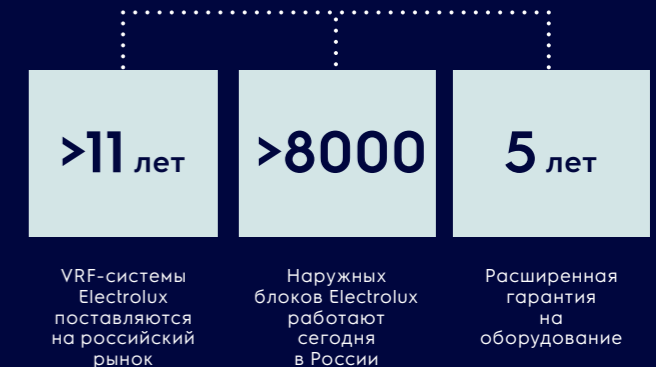 >11 лет
VRF-системы
Electrolux
поставляются
на российский
рынок
>8000
Наружных
блоков Electrolux
работают
сегодня
в России
5 лет
Расширенная
гарантия
на
оборудование